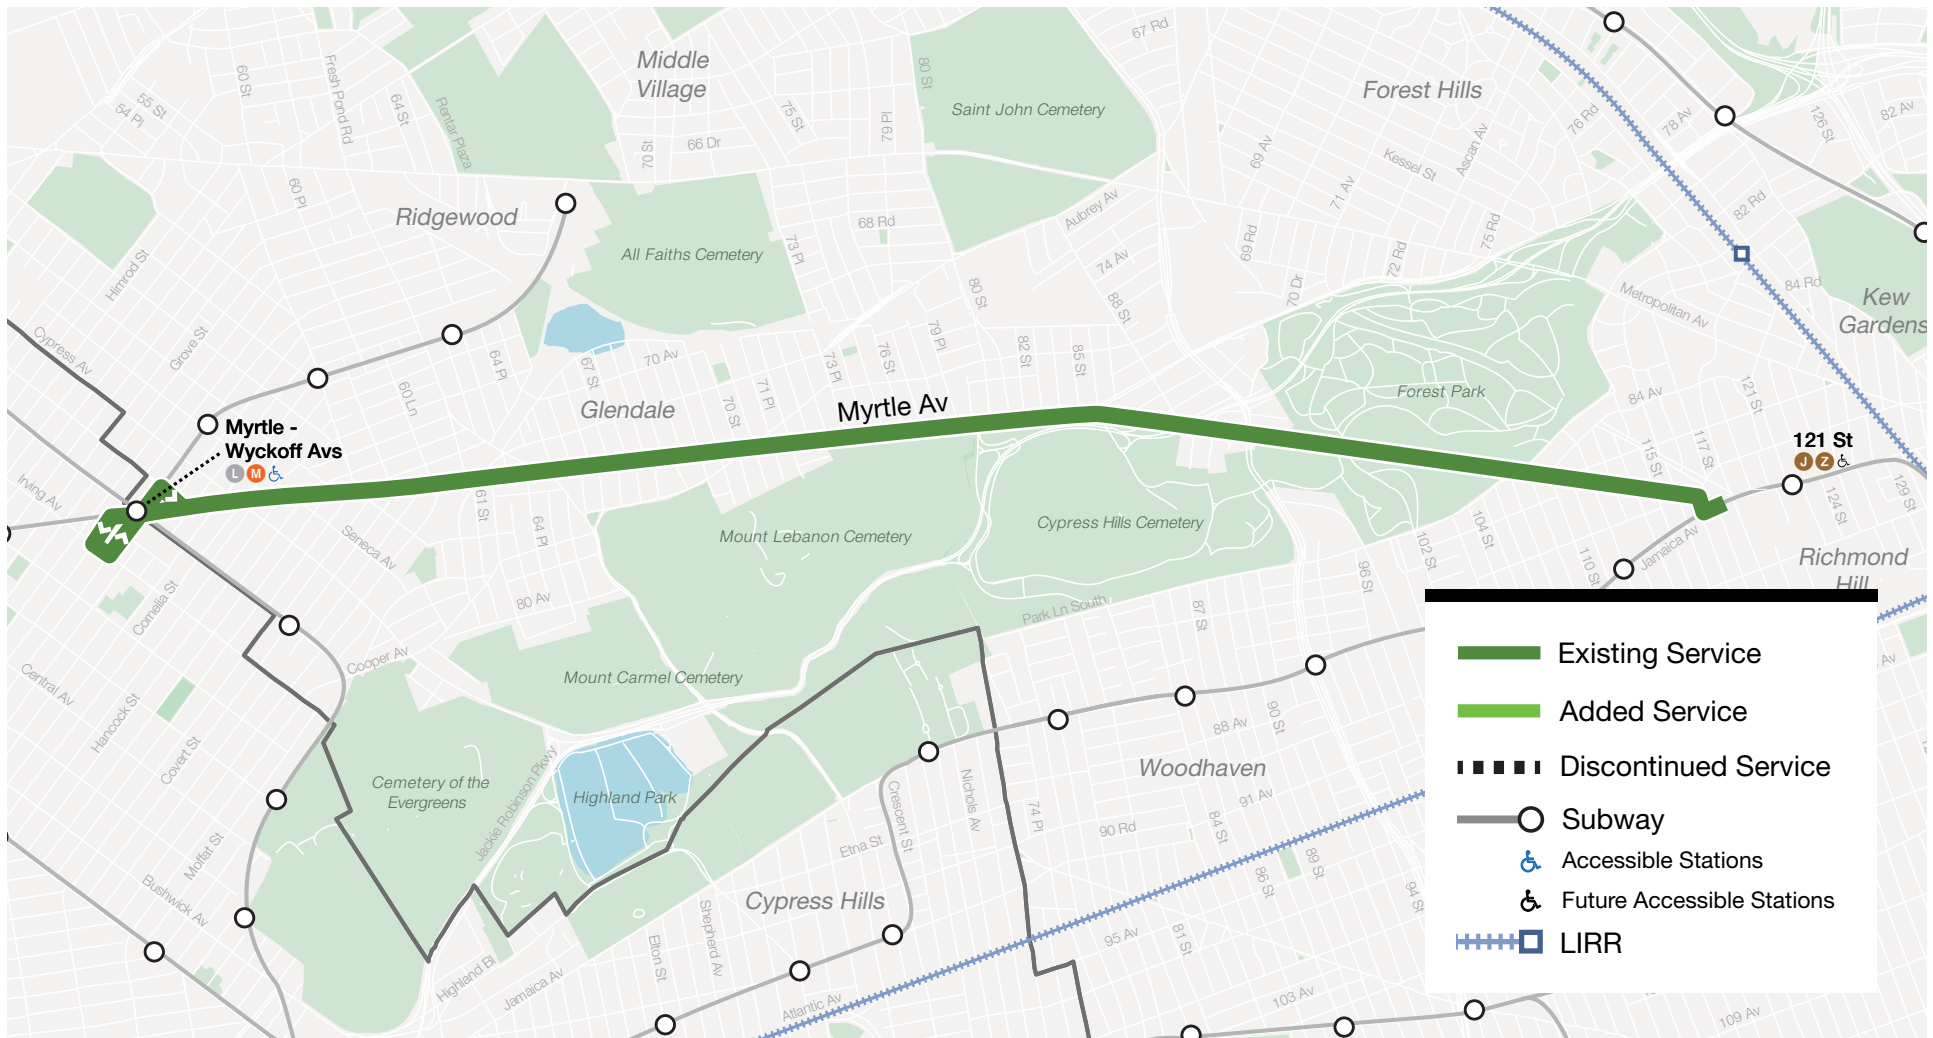 Middle
Village
Forest Hills
Saint John Cemetery
67 Rd
80 St
60 St
Fresh Pond Rd
64 St
Rentar Plaza
55 St
54 Pl
75 St
76 Pl
70 St
66 Dr
69 Av
Kessel St
Ascan Av
76 Rd
78 Av
126 St
82 Av
60 Pl
Ridgewood
68 Rd
Aubrey Av
71 Av
82 Rd
All Faiths Cemetery
73 Pl
69 Rd
72 Rd
75 Rd
Himrod St
74 Av
88 St
80 St
70 Dr
84 Rd
Metropolitan Av
Kew
Gardens
Cypress Av
Grove St
64 Pl
67 St
70 Av
73 Pl
76 St
79 Pl
82 St
85 St
60 Ln
Glendale
70 St
71 Pl
Myrtle Av
Forest Park
84 Av
121 St
Myrtle -
Wyckoff Avs
L M
115 St
117 St
121 St
J Z
Irving Av
61 St
64 Pl
Seneca Av
Mount Lebanon Cemetery
Cypress Hills Cemetery
104 St
102 St
110 St
Jamaica Av
124 St
129 St
Richmond
Hill
Cornelia St
80 Av
Park Ln South
87 St
96 St
Central Av
Hancock St
Covert St
Cooper Av
Mount Carmel Cemetery
88 Av
90 St
Woodhaven
Cemetery of the
Evergreens
Jackie Robinson Pkwy
Highland Park
Crescent St
Nichols Av
74 Pl
91 Av
90 Rd
84 St
Etna St
Moffat St
Bushwick Av
86 St
89 St
94 St
Cypress Hills
Shepherd Av
Elton St
95 Av
81 St
Highland Bl
Jamaica Av
Atlantic Av
103 Av
109 Av
Av
Existing Service
Added Service
Discontinued Service
Subway
Accessible Stations
Future Accessible Stations
LIRR